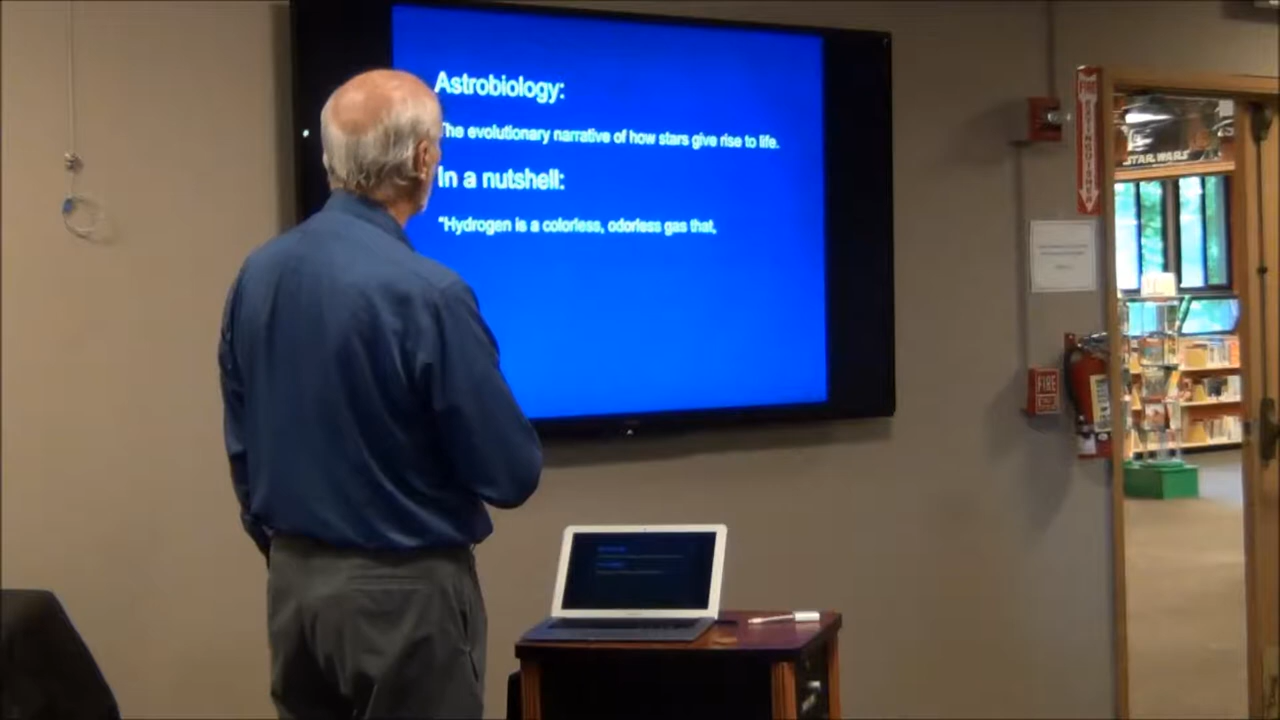 Astrobiology:
The evolutionary narrative of how stars give rise to life.
In a nutshell:
“Hydrogen is a colorless, odorless gas that,
FIRE
EXTINGUISHER
STAR WARS
FIRE